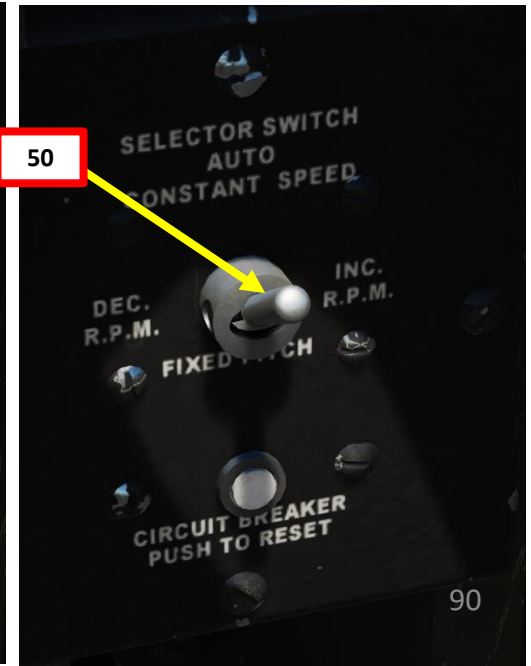 SELECTOR SWITCH
AUTO
CONSTANT SPEED
50
INC.
R.P.M.
DEC.
R.P.M.
FIXED PITCH
CIRCUIT BREAKER
PUSH TO RESET
90